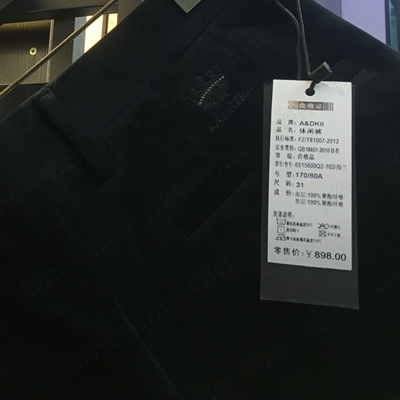 合格证
品 牌: A&DKII
品 名: 休闲裤
执行标准: FZ/T81007-2012
安全类别: GB 18401-2010 B类
等 级: 合格品
号 型: 170/80A
尺 码: 31
成 份: 面层:100%聚酯纤维
里层:100%聚酯纤维
洗涤说明:
零售价: ¥ 898.00